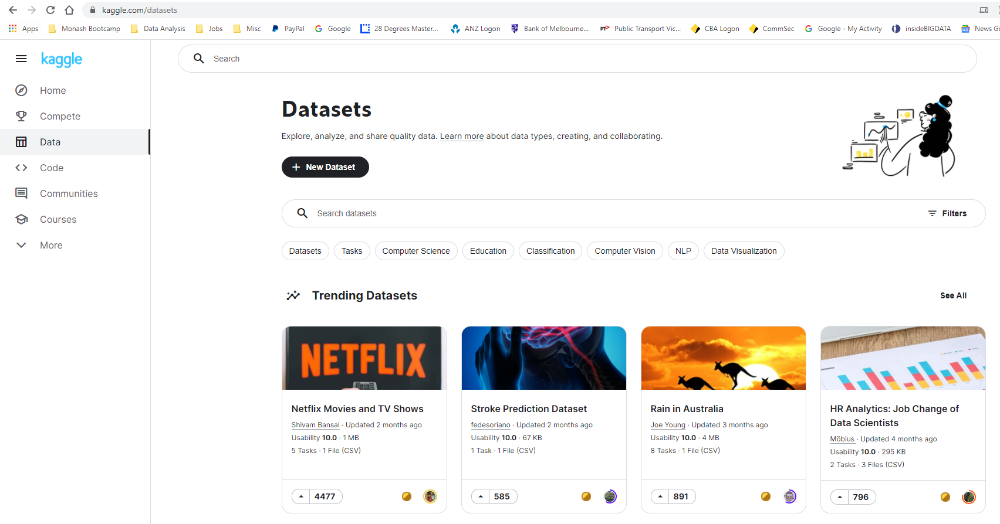 kaggle.com/datasets
Apps Monash Bootcamp Data Analysis Jobs Misc PayPal Google 28 Degrees Master... ANZ Logon Bank of Melbourne... Public Transport Vic... CBA Logon CommSec Google - My Activity insideBIGDATA News Go
kaggle
Search
Home
Compete
Data
Code
Communities
Courses
More
Datasets
Explore, analyze, and share quality data. Learn more about data types, creating, and collaborating.
+ New Dataset
Search datasets
Filters
Datasets Tasks Computer Science Education Classification Computer Vision NLP Data Visualization
Trending Datasets
See All
NETFLIX
Netflix Movies and TV Shows
Shivam Bansal · Updated 2 months ago
Usability 10.0 · 1 MB
5 Tasks · 1 File (CSV)
4477
Stroke Prediction Dataset
fedesoriano · Updated 2 months ago
Usability 10.0 · 67 KB
1 Task · 1 File (CSV)
585
Rain in Australia
Joe Young · Updated 3 months ago
Usability 10.0 · 4 MB
8 Tasks · 1 File (CSV)
891
HR Analytics: Job Change of
Data Scientists
Möbius · Updated 4 months ago
Usability 10.0 · 295 KB
2 Tasks · 3 Files (CSV)
796